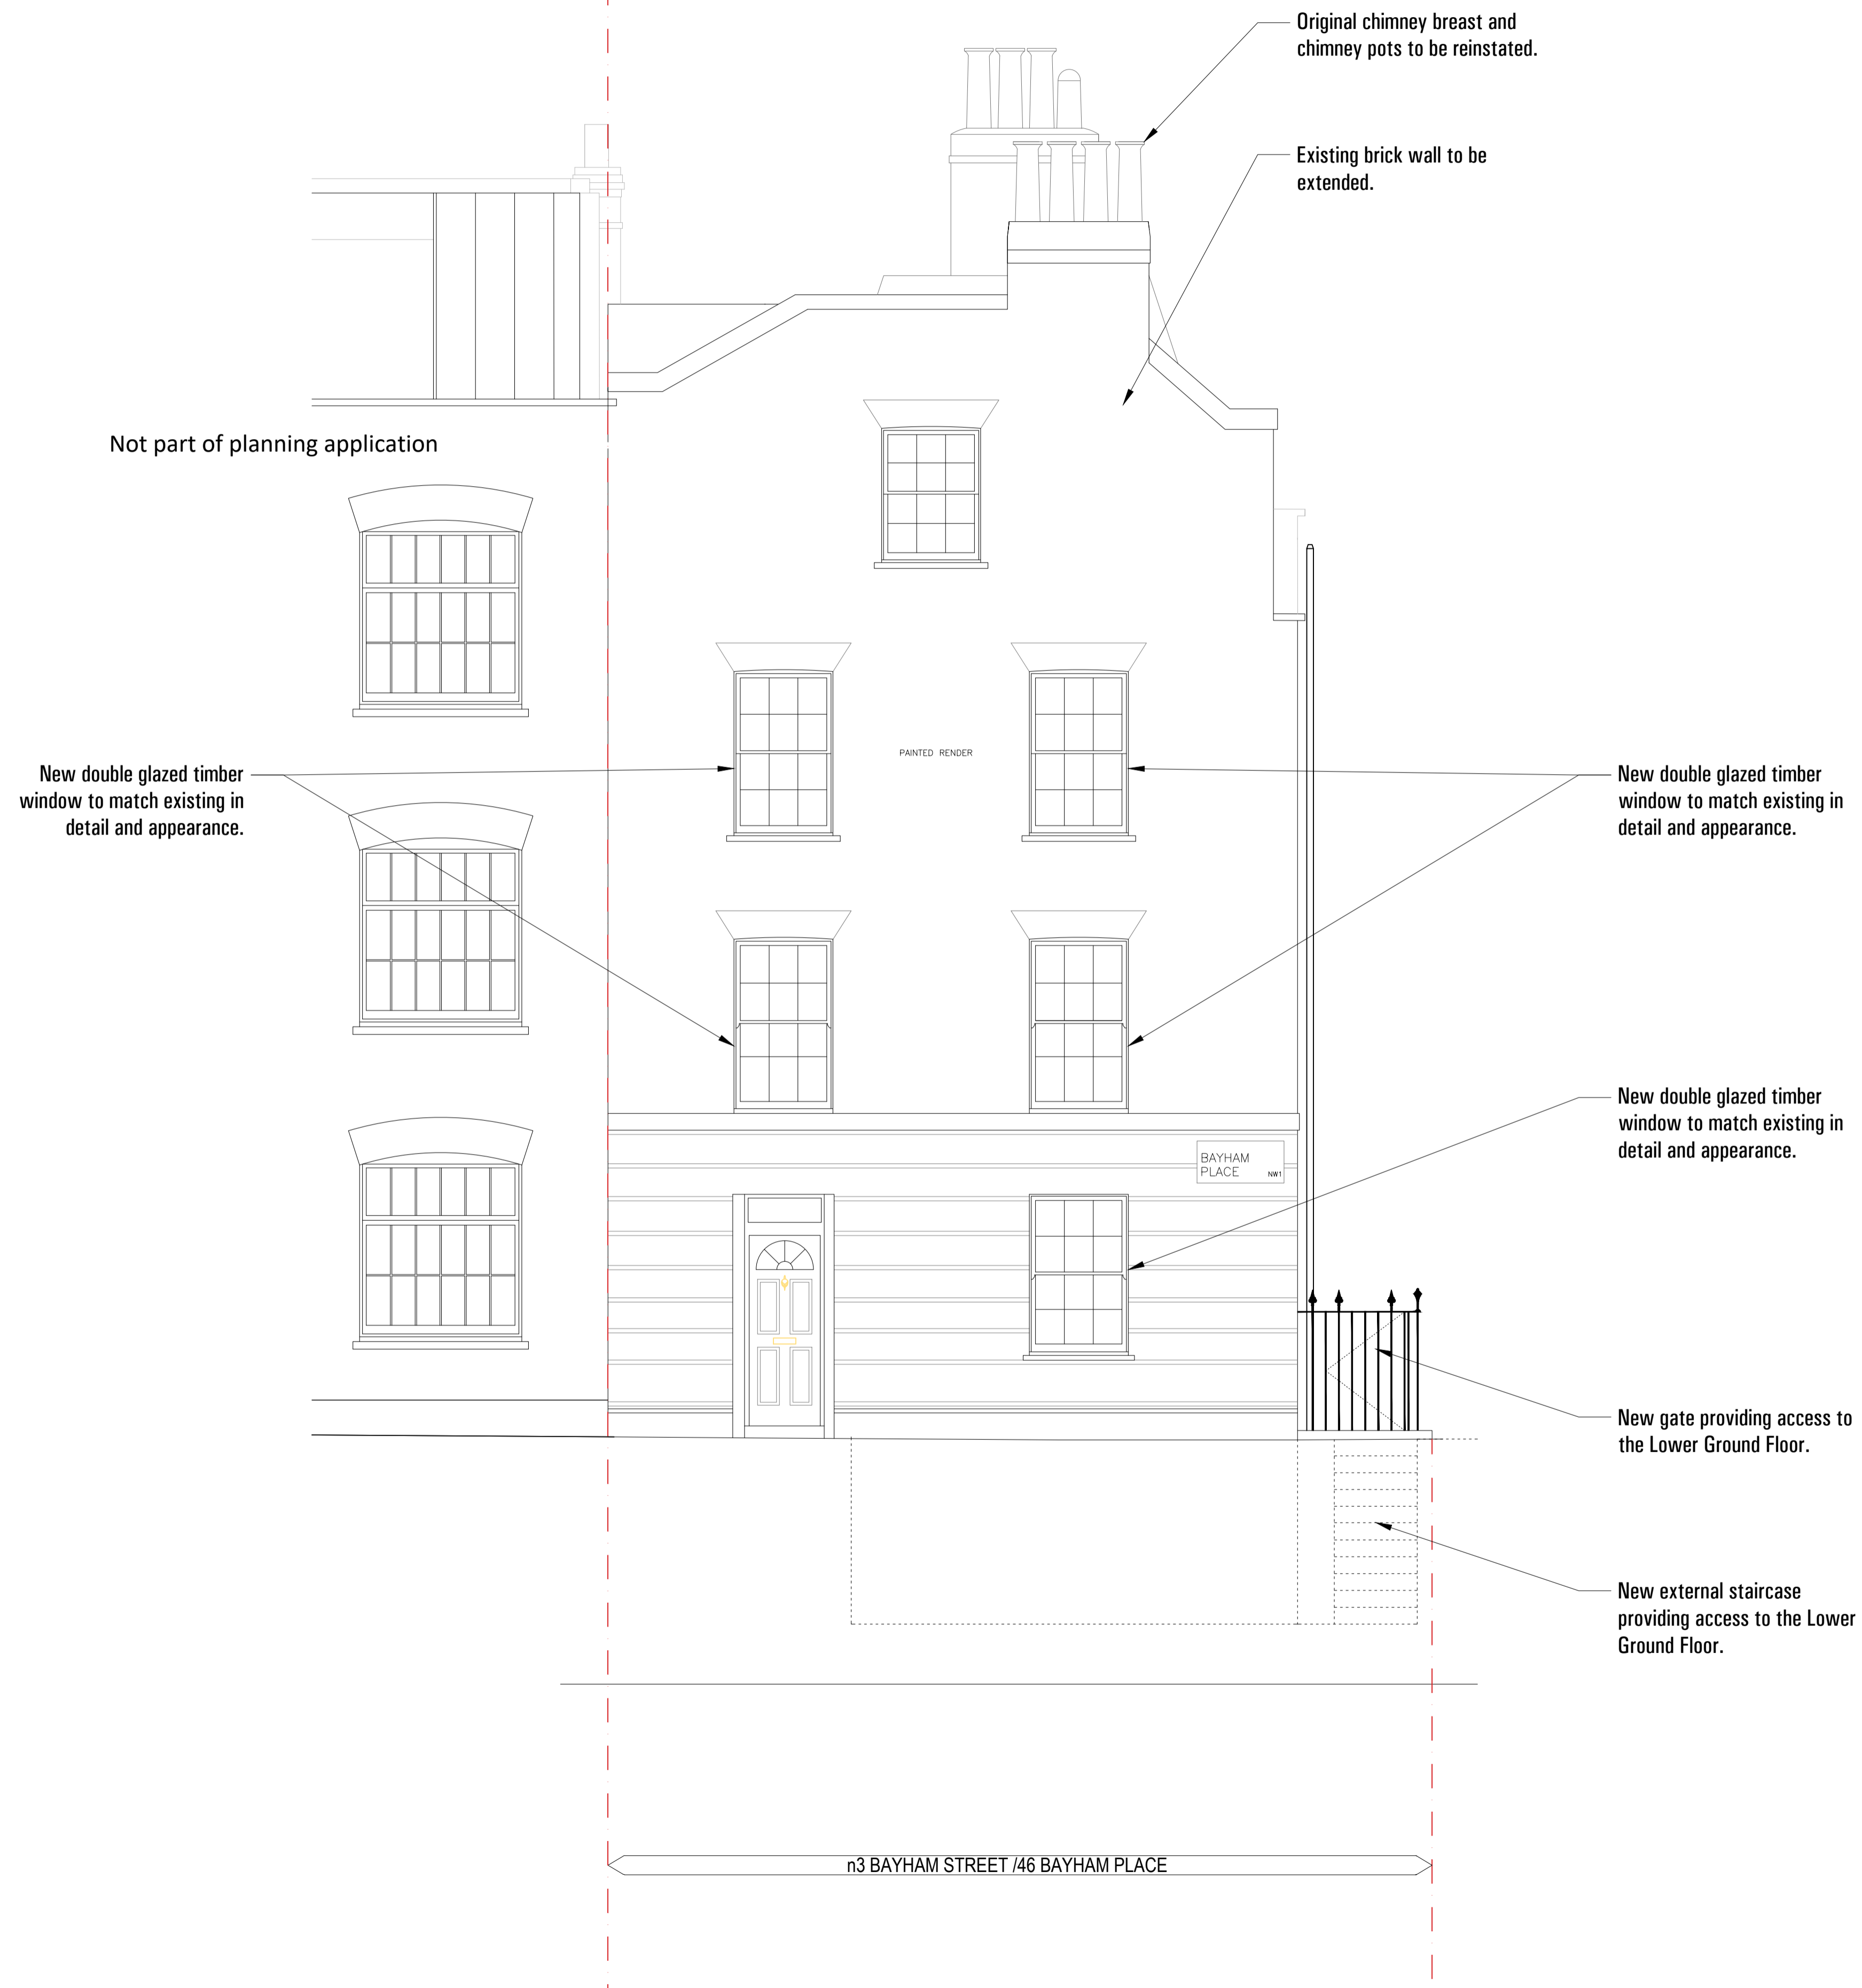 Original chimney breast and
chimney pots to be reinstated.
Existing brick wall to be
extended.
Not part of planning application
New double glazed timber
window to match existing in
detail and appearance.
PAINTED RENDER
New double glazed timber
window to match existing in
detail and appearance.
New double glazed timber
window to match existing in
detail and appearance.
BAYHAM
PLACE NW1
New gate providing access to
the Lower Ground Floor.
New external staircase
providing access to the Lower
Ground Floor.
n3 BAYHAM STREET /46 BAYHAM PLACE